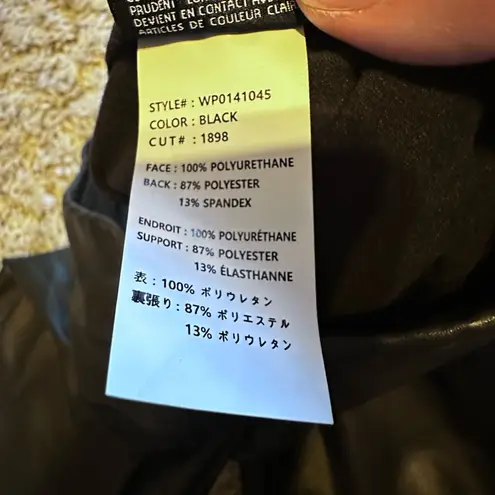 PRUDENT
DEVIENT EN CONTACT
ARTICLES DE COULEUR CLAIR
STYLE# : WP0141045
COLOR : BLACK
CUT# : 1898
FACE : 100% POLYURETHANE
BACK : 87% POLYESTER
13% SPANDEX
ENDROIT : 100% POLYURÉTHANE
SUPPORT : 87% POLYESTER
13% ÉLASTHANNE
表 : 100% ポリウレタン
裏張り : 87% ポリエステル
13% ポリウレタン